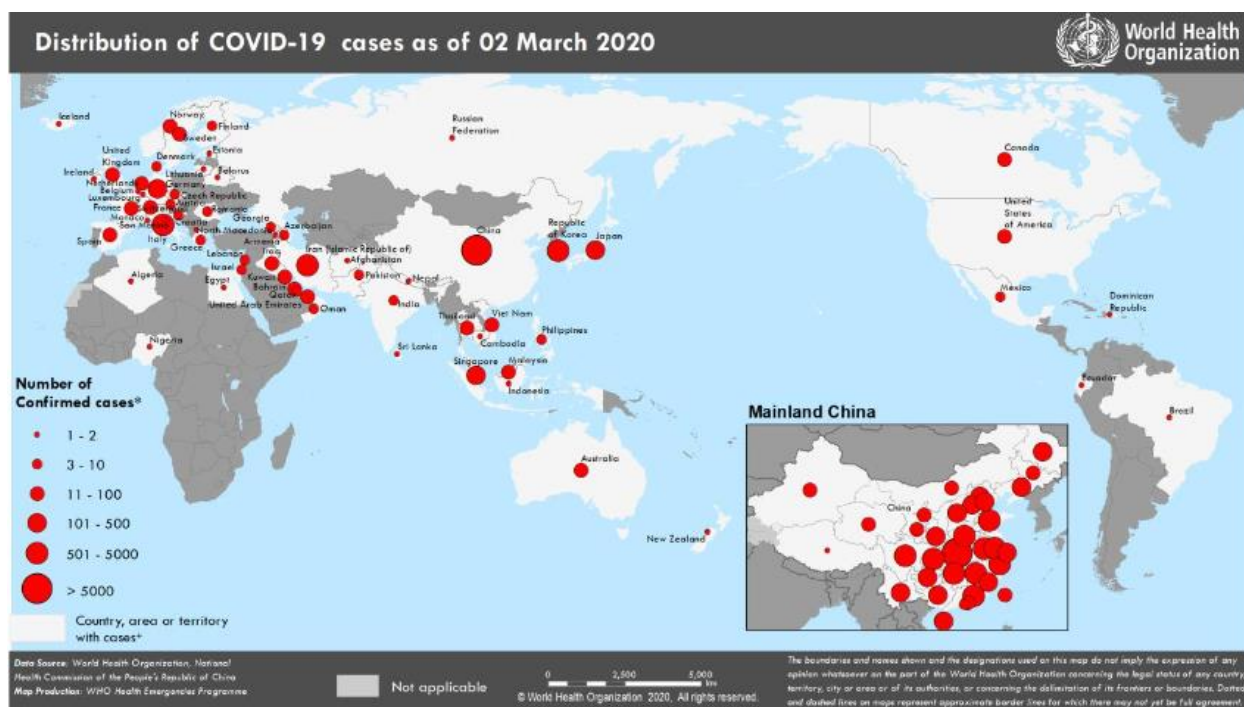 Distribution of COVID-19 cases as of 02 March 2020
World Health
Organization
Iceland
Norway
Finland
Sweden
Estonia
Russian
Federation
United
Kingdom
Denmark
Lithuania
Belarus
Ireland
Netherlands
Germany
Belgium
Luxembourg
Czech Republic
France
Austria
Romania
Monaco
San Marino
Croatia
North Macedonia
Georgia
Azerbaijan
Armenia
Spain
Italy
Greece
Lebanon
Israel
Iraq
Iran (Islamic Republic of)
Afghanistan
Algeria
Egypt
Kuwait
Bahrain
Qatar
Pakistan
Nepal
United Arab Emirates
Oman
India
China
Republic
of Korea
Japan
Thailand
Viet Nam
Cambodia
Philippines
Nigeria
Sri Lanka
Singapore
Malaysia
Indonesia
Australia
New Zealand
Canada
United
States
of America
Mexico
Dominican
Republic
Ecuador
Brazil
Number of
Confirmed cases*
1 - 2
3 - 10
11 - 100
101 - 500
501 - 5000
> 5000
Country, area or territory
with cases+
Mainland China
China
Data Source: World Health Organization, National
Health Commission of the People's Republic of China
Map Production: WHO Health Emergencies Programme
Not applicable
0 2,500 5,000
km
© World Health Organization 2020, All rights reserved.
The boundaries and names shown and the designations used on this map do not imply the expression of any
opinion whatsoever on the part of the World Health Organization concerning the legal status of any country,
territory, city or area or of its authorities, or concerning the delimitation of its frontiers or boundaries. Dotted
and dashed lines on maps represent approximate border lines for which there may not yet be full agreement.